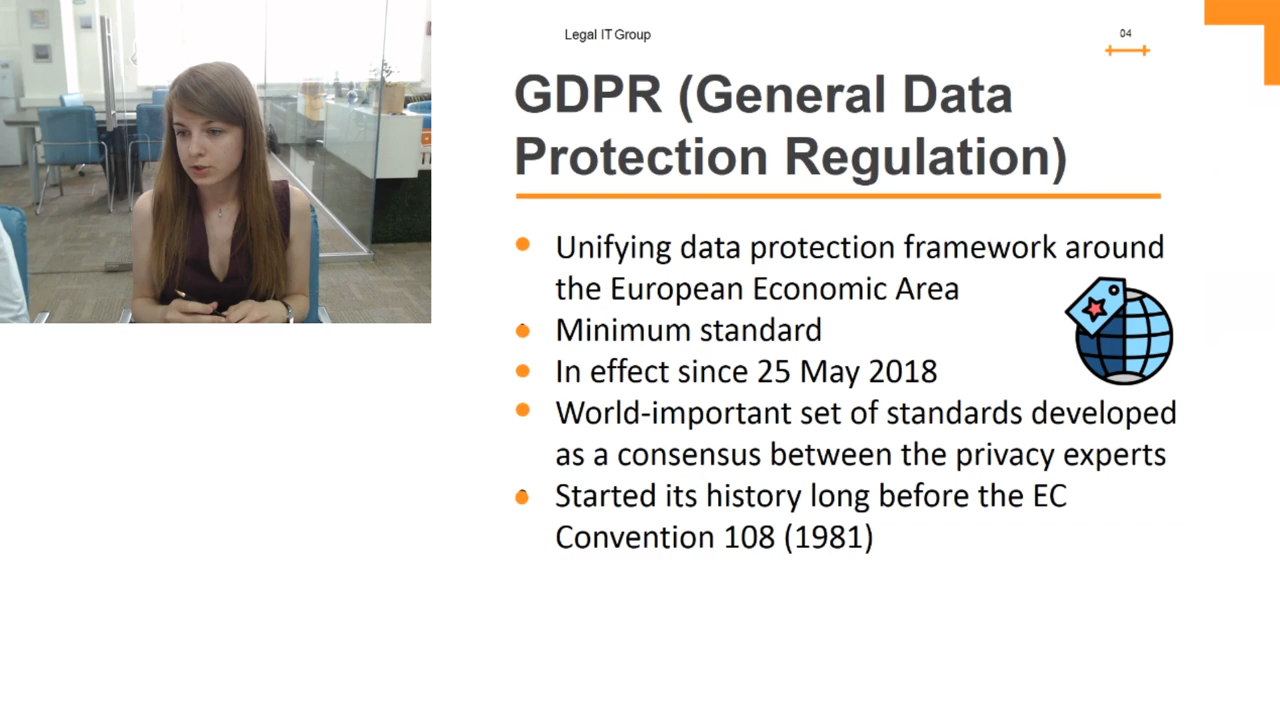 Legal IT Group
04
GDPR (General Data
Protection Regulation)
Unifying data protection framework around
the European Economic Area
Minimum standard
In effect since 25 May 2018
World-important set of standards developed
as a consensus between the privacy experts
Started its history long before the EC
Convention 108 (1981)